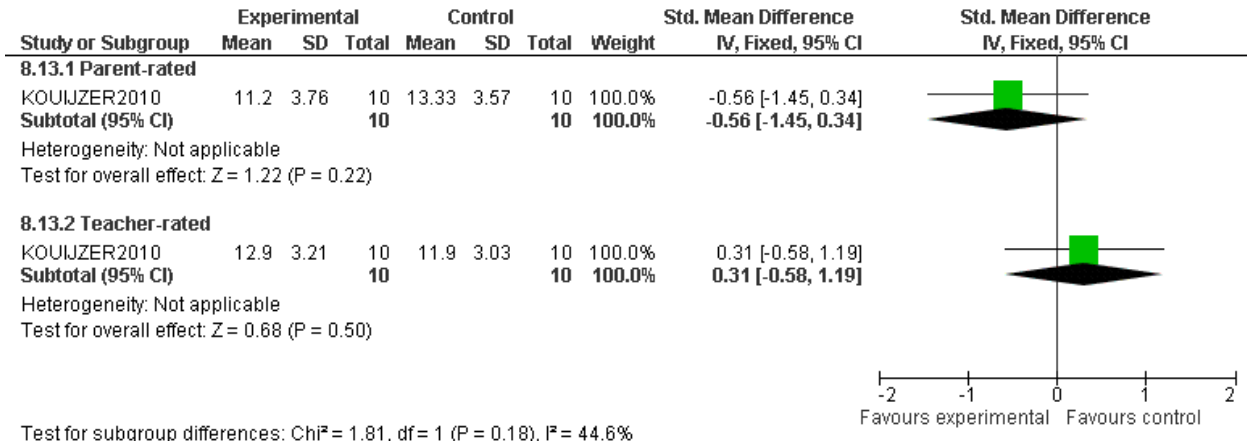 Experimental Control Std. Mean Difference Std. Mean Difference
Study or Subgroup Mean SD Total Mean SD Total Weight IV, Fixed, 95% CI IV, Fixed, 95% CI
8.13.1 Parent-rated
KOUIJZER2010 11.2 3.76 10 13.33 3.57 10 100.0% -0.56 [-1.45, 0.34]
Subtotal (95% CI) 10 10 100.0% -0.56 [-1.45, 0.34]
Heterogeneity: Not applicable
Test for overall effect: Z = 1.22 (P = 0.22)
8.13.2 Teacher-rated
KOUIJZER2010 12.9 3.21 10 11.9 3.03 10 100.0% 0.31 [-0.58, 1.19]
Subtotal (95% CI) 10 10 100.0% 0.31 [-0.58, 1.19]
Heterogeneity: Not applicable
Test for overall effect: Z = 0.68 (P = 0.50)
-2 -1 0 1 2
Favours experimental Favours control
Test for subgroup differences: Chi² = 1.81, df = 1 (P = 0.18), I² = 44.6%